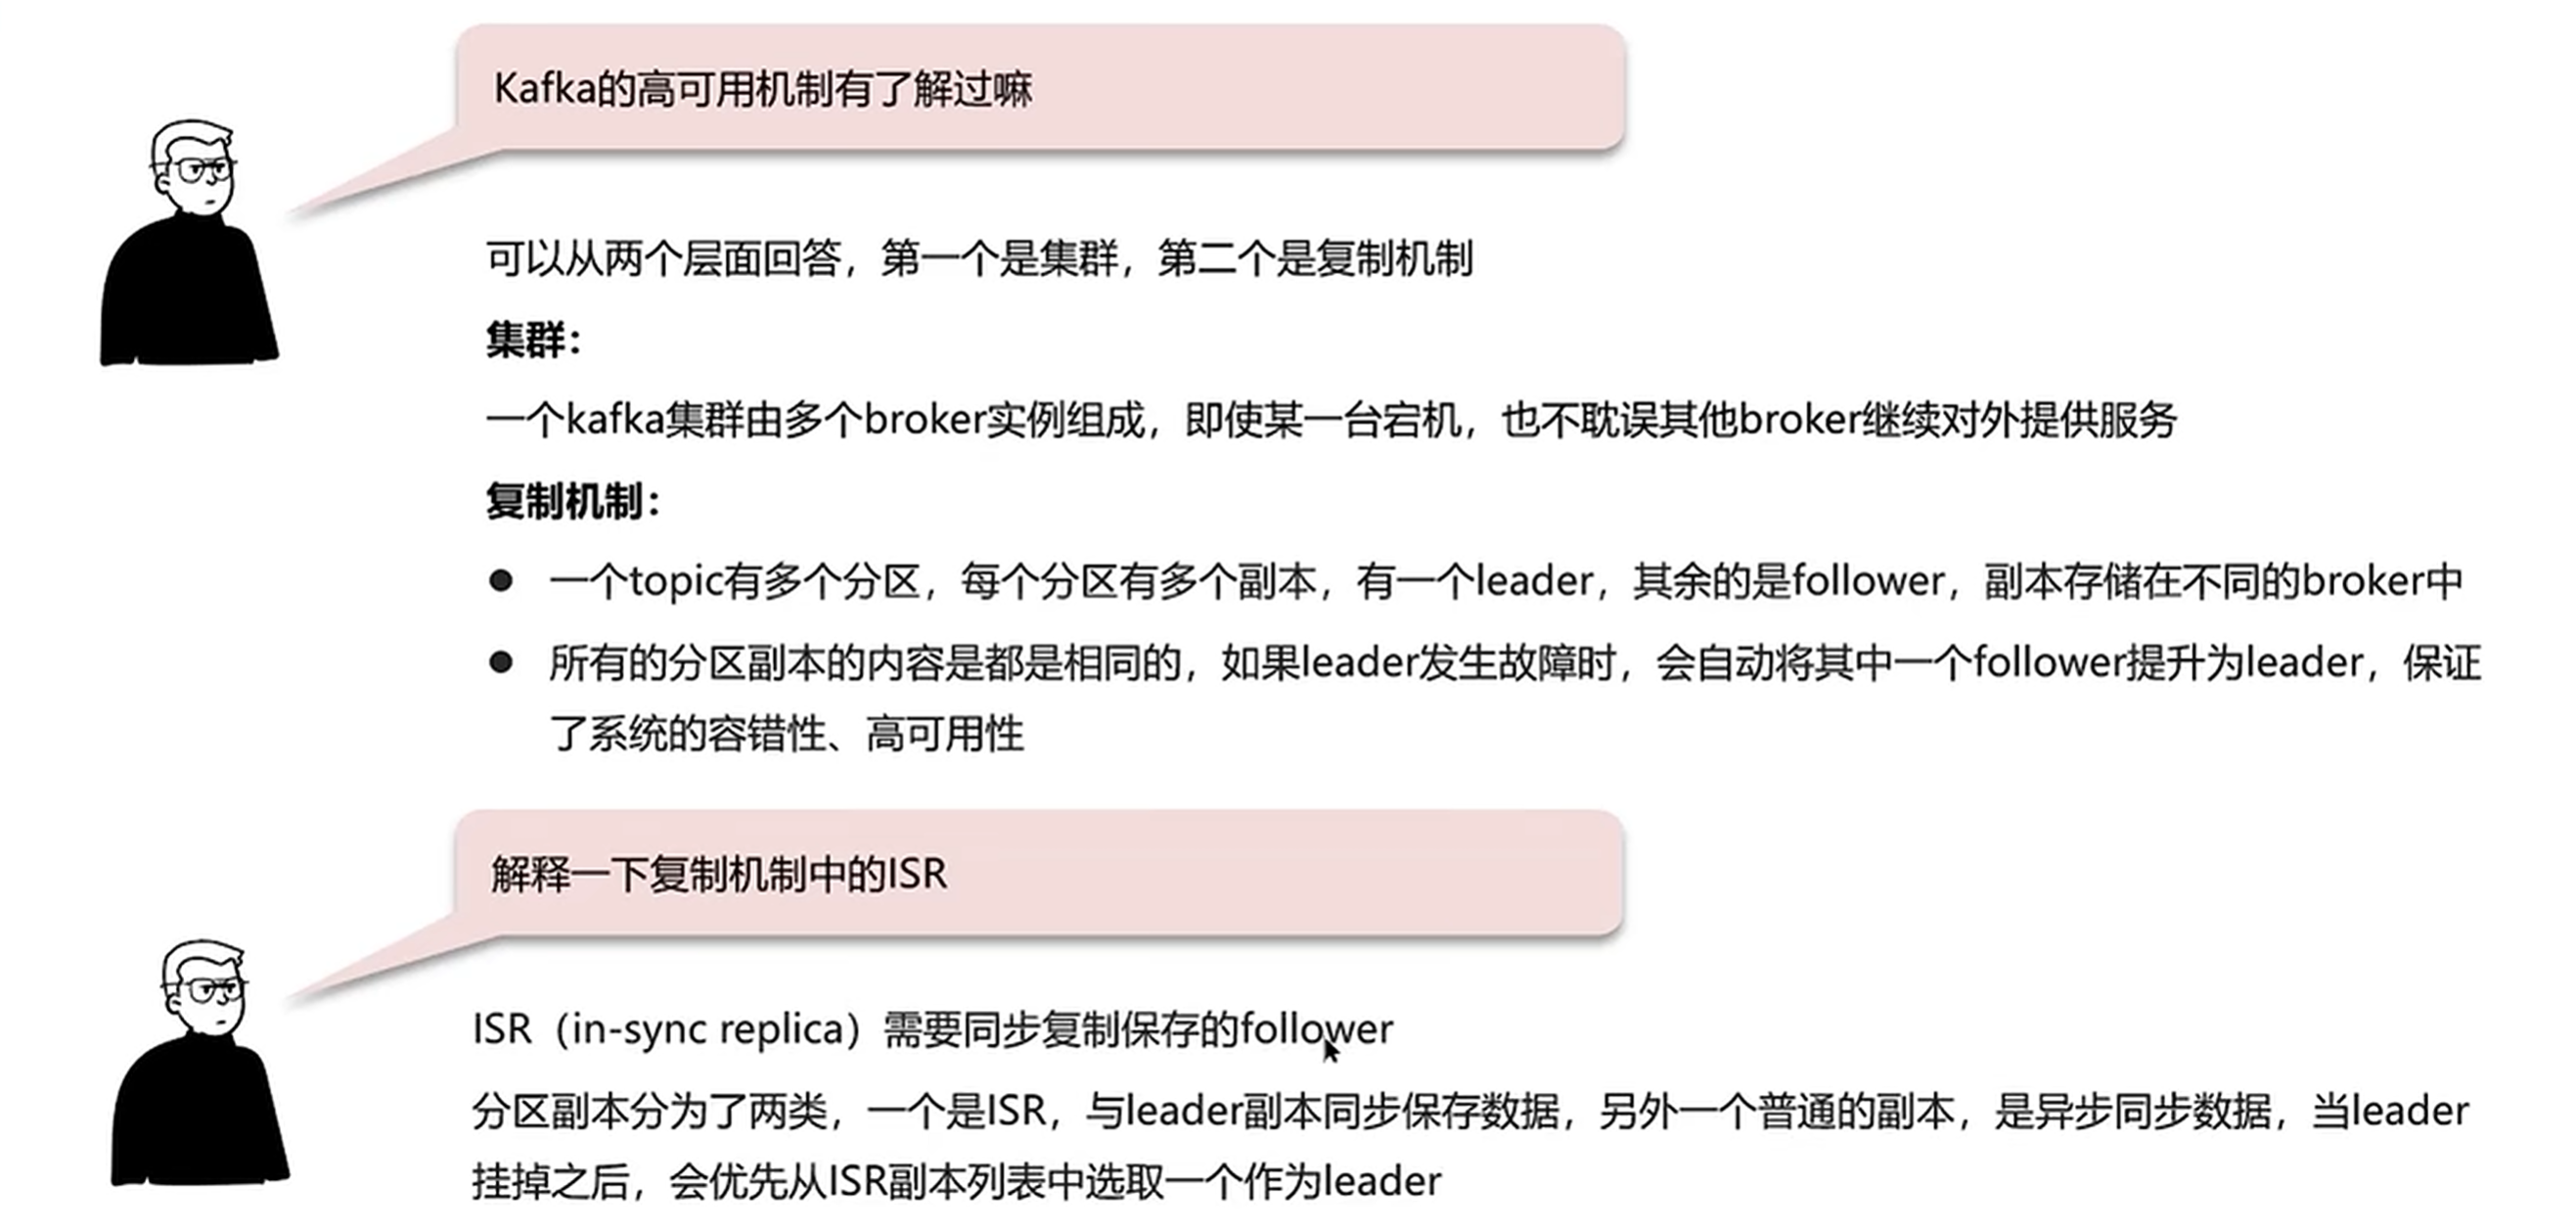 Kafka的高可用机制有了解过嘛
可以从两个层面回答，第一个是集群，第二个是复制机制
集群：
一个kafka集群由多个broker实例组成，即使某一台宕机，也不耽误其他broker继续对外提供服务
复制机制：
● 一个topic有多个分区，每个分区有多个副本，有一个leader，其余的是follower，副本存储在不同的broker中
● 所有的分区副本的内容是都是相同的，如果leader发生故障时，会自动将其中一个follower提升为leader，保证
了系统的容错性、高可用性
解释一下复制机制中的ISR
ISR（in-sync replica）需要同步复制保存的follower
分区副本分为了两类，一个是ISR，与leader副本同步保存数据，另外一个普通的副本，是异步同步数据，当leader
挂掉之后，会优先从ISR副本列表中选取一个作为leader